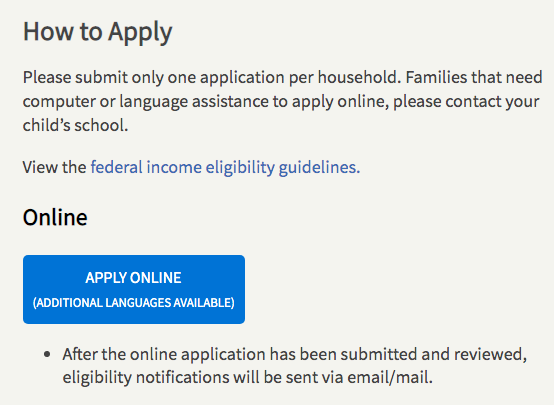 How to Apply
Please submit only one application per household. Families that need
computer or language assistance to apply online, please contact your
child’s school.
View the federal income eligibility guidelines.
Online
APPLY ONLINE
(ADDITIONAL LANGUAGES AVAILABLE)
• After the online application has been submitted and reviewed,
eligibility notifications will be sent via email/mail.